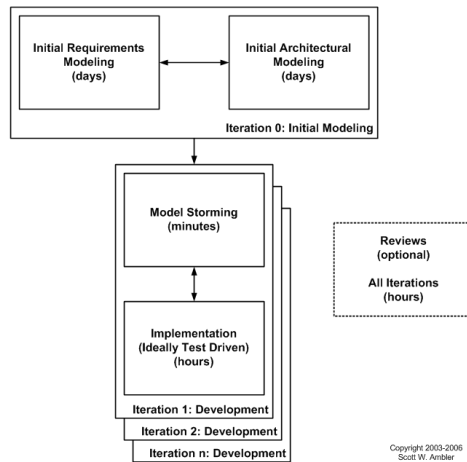 Initial Requirements
Modeling
(days)
Initial Architectural
Modeling
(days)
Iteration 0: Initial Modeling
Model Storming
(minutes)
Reviews
(optional)
All Iterations
(hours)
Implementation
(Ideally Test Driven)
(hours)
Iteration 1: Development
Iteration 2: Development
Iteration n: Development
Copyright 2003-2006
Scott W. Ambler